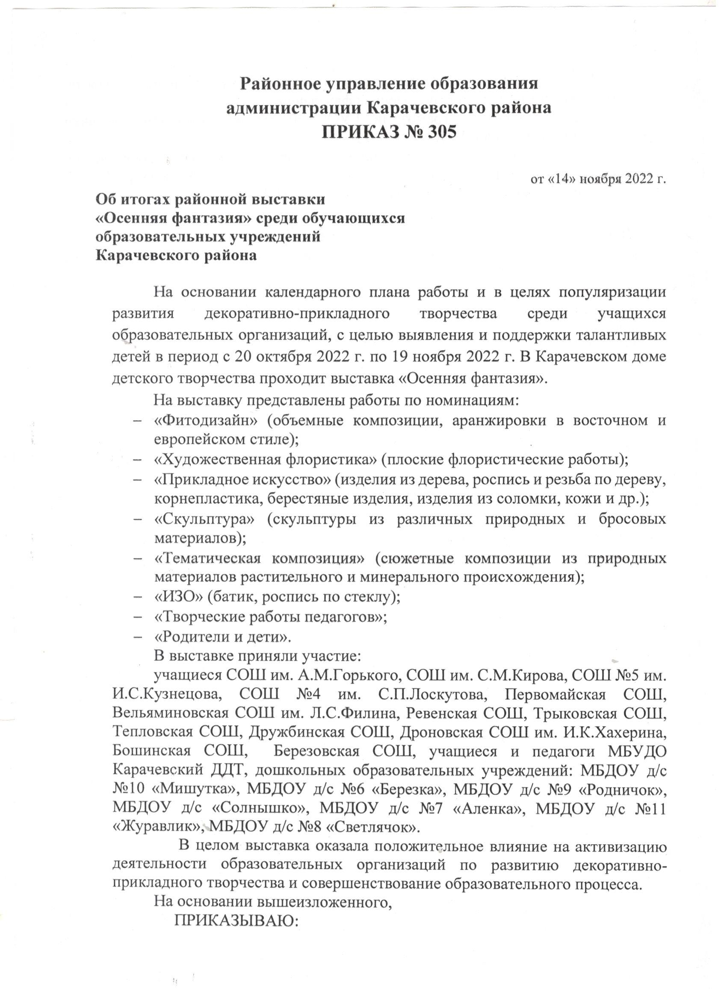 Районное управление образования
администрации Карачевского района
ПРИКАЗ № 305
от «14» ноября 2022 г.
Об итогах районной выставки
«Осенняя фантазия» среди обучающихся
образовательных учреждений
Карачевского района
На основании календарного плана работы и в целях популяризации
развития декоративно-прикладного творчества среди учащихся
образовательных организаций, с целью выявления и поддержки талантливых
детей в период с 20 октября 2022 г. по 19 ноября 2022 г. В Карачевском доме
детского творчества проходит выставка «Осенняя фантазия».
На выставку представлены работы по номинациям:
– «Фитодизайн» (объемные композиции, аранжировки в восточном и
европейском стиле);
– «Художественная флористика» (плоские флористические работы);
– «Прикладное искусство» (изделия из дерева, роспись и резьба по дереву,
корнепластика, берестяные изделия, изделия из соломки, кожи и др.);
– «Скульптура» (скульптуры из различных природных и бросовых
материалов);
– «Тематическая композиция» (сюжетные композиции из природных
материалов растительного и минерального происхождения);
– «ИЗО» (батик, роспись по стеклу);
– «Творческие работы педагогов»;
– «Родители и дети».
В выставке приняли участие:
учащиеся СОШ им. А.М.Горького, СОШ им. С.М.Кирова, СОШ №5 им.
И.С.Кузнецова, СОШ №4 им. С.П.Лоскутова, Первомайская СОШ,
Вельяминовская СОШ им. Л.С.Филина, Ревенская СОШ, Трыковская СОШ,
Тепловская СОШ, Дружбинская СОШ, Дроновская СОШ им. И.К.Хахерина,
Бошинская СОШ, Березовская СОШ, учащиеся и педагоги МБУДО
Карачевский ДДТ, дошкольных образовательных учреждений: МБДОУ д/с
№10 «Мишутка», МБДОУ д/с №6 «Березка», МБДОУ д/с №9 «Родничок»,
МБДОУ д/с «Солнышко», МБДОУ д/с №7 «Аленка», МБДОУ д/с №11
«Журавлик», МБДОУ д/с №8 «Светлячок».
В целом выставка оказала положительное влияние на активизацию
деятельности образовательных организаций по развитию декоративно-
прикладного творчества и совершенствование образовательного процесса.
На основании вышеизложенного,
ПРИКАЗЫВАЮ: